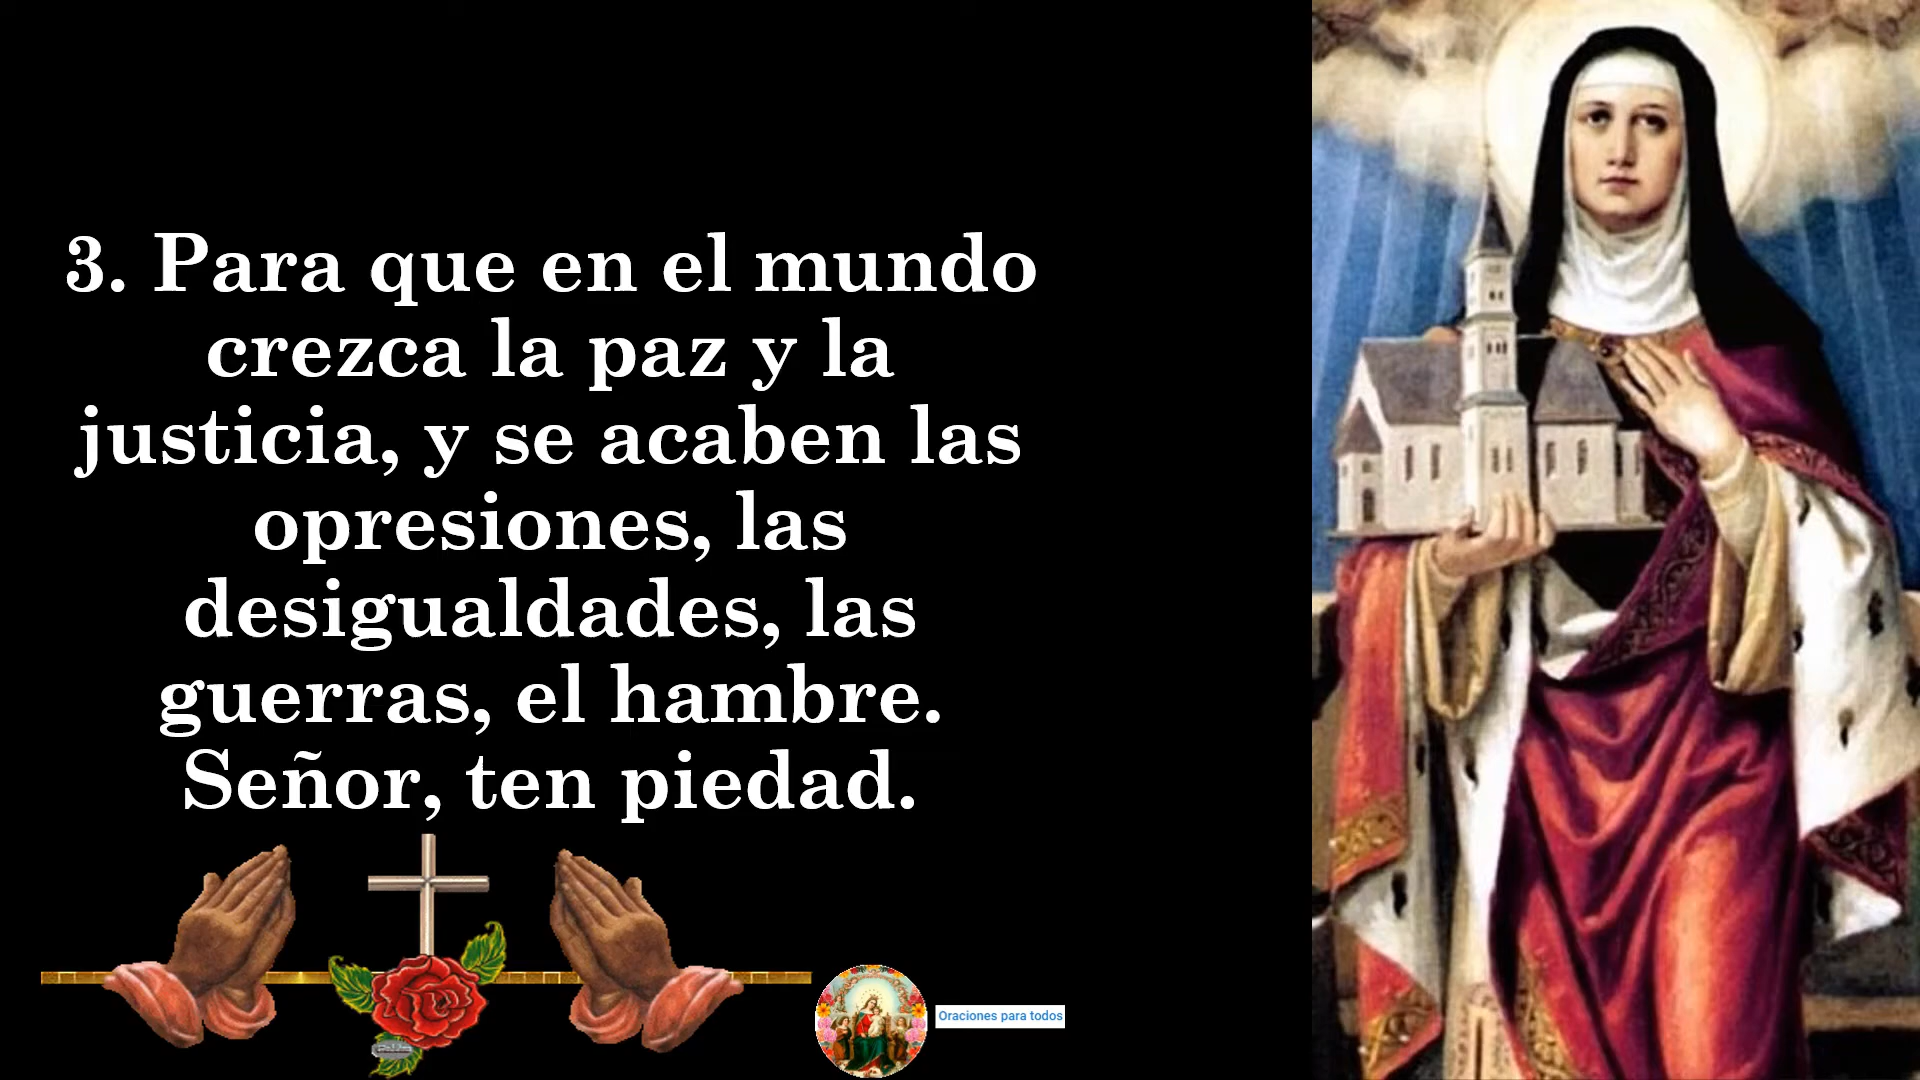 3. Para que en el mundo
crezca la paz y la
justicia, y se acaben las
opresiones, las
desigualdades, las
guerras, el hambre.
Señor, ten piedad.
Oraciones para todos